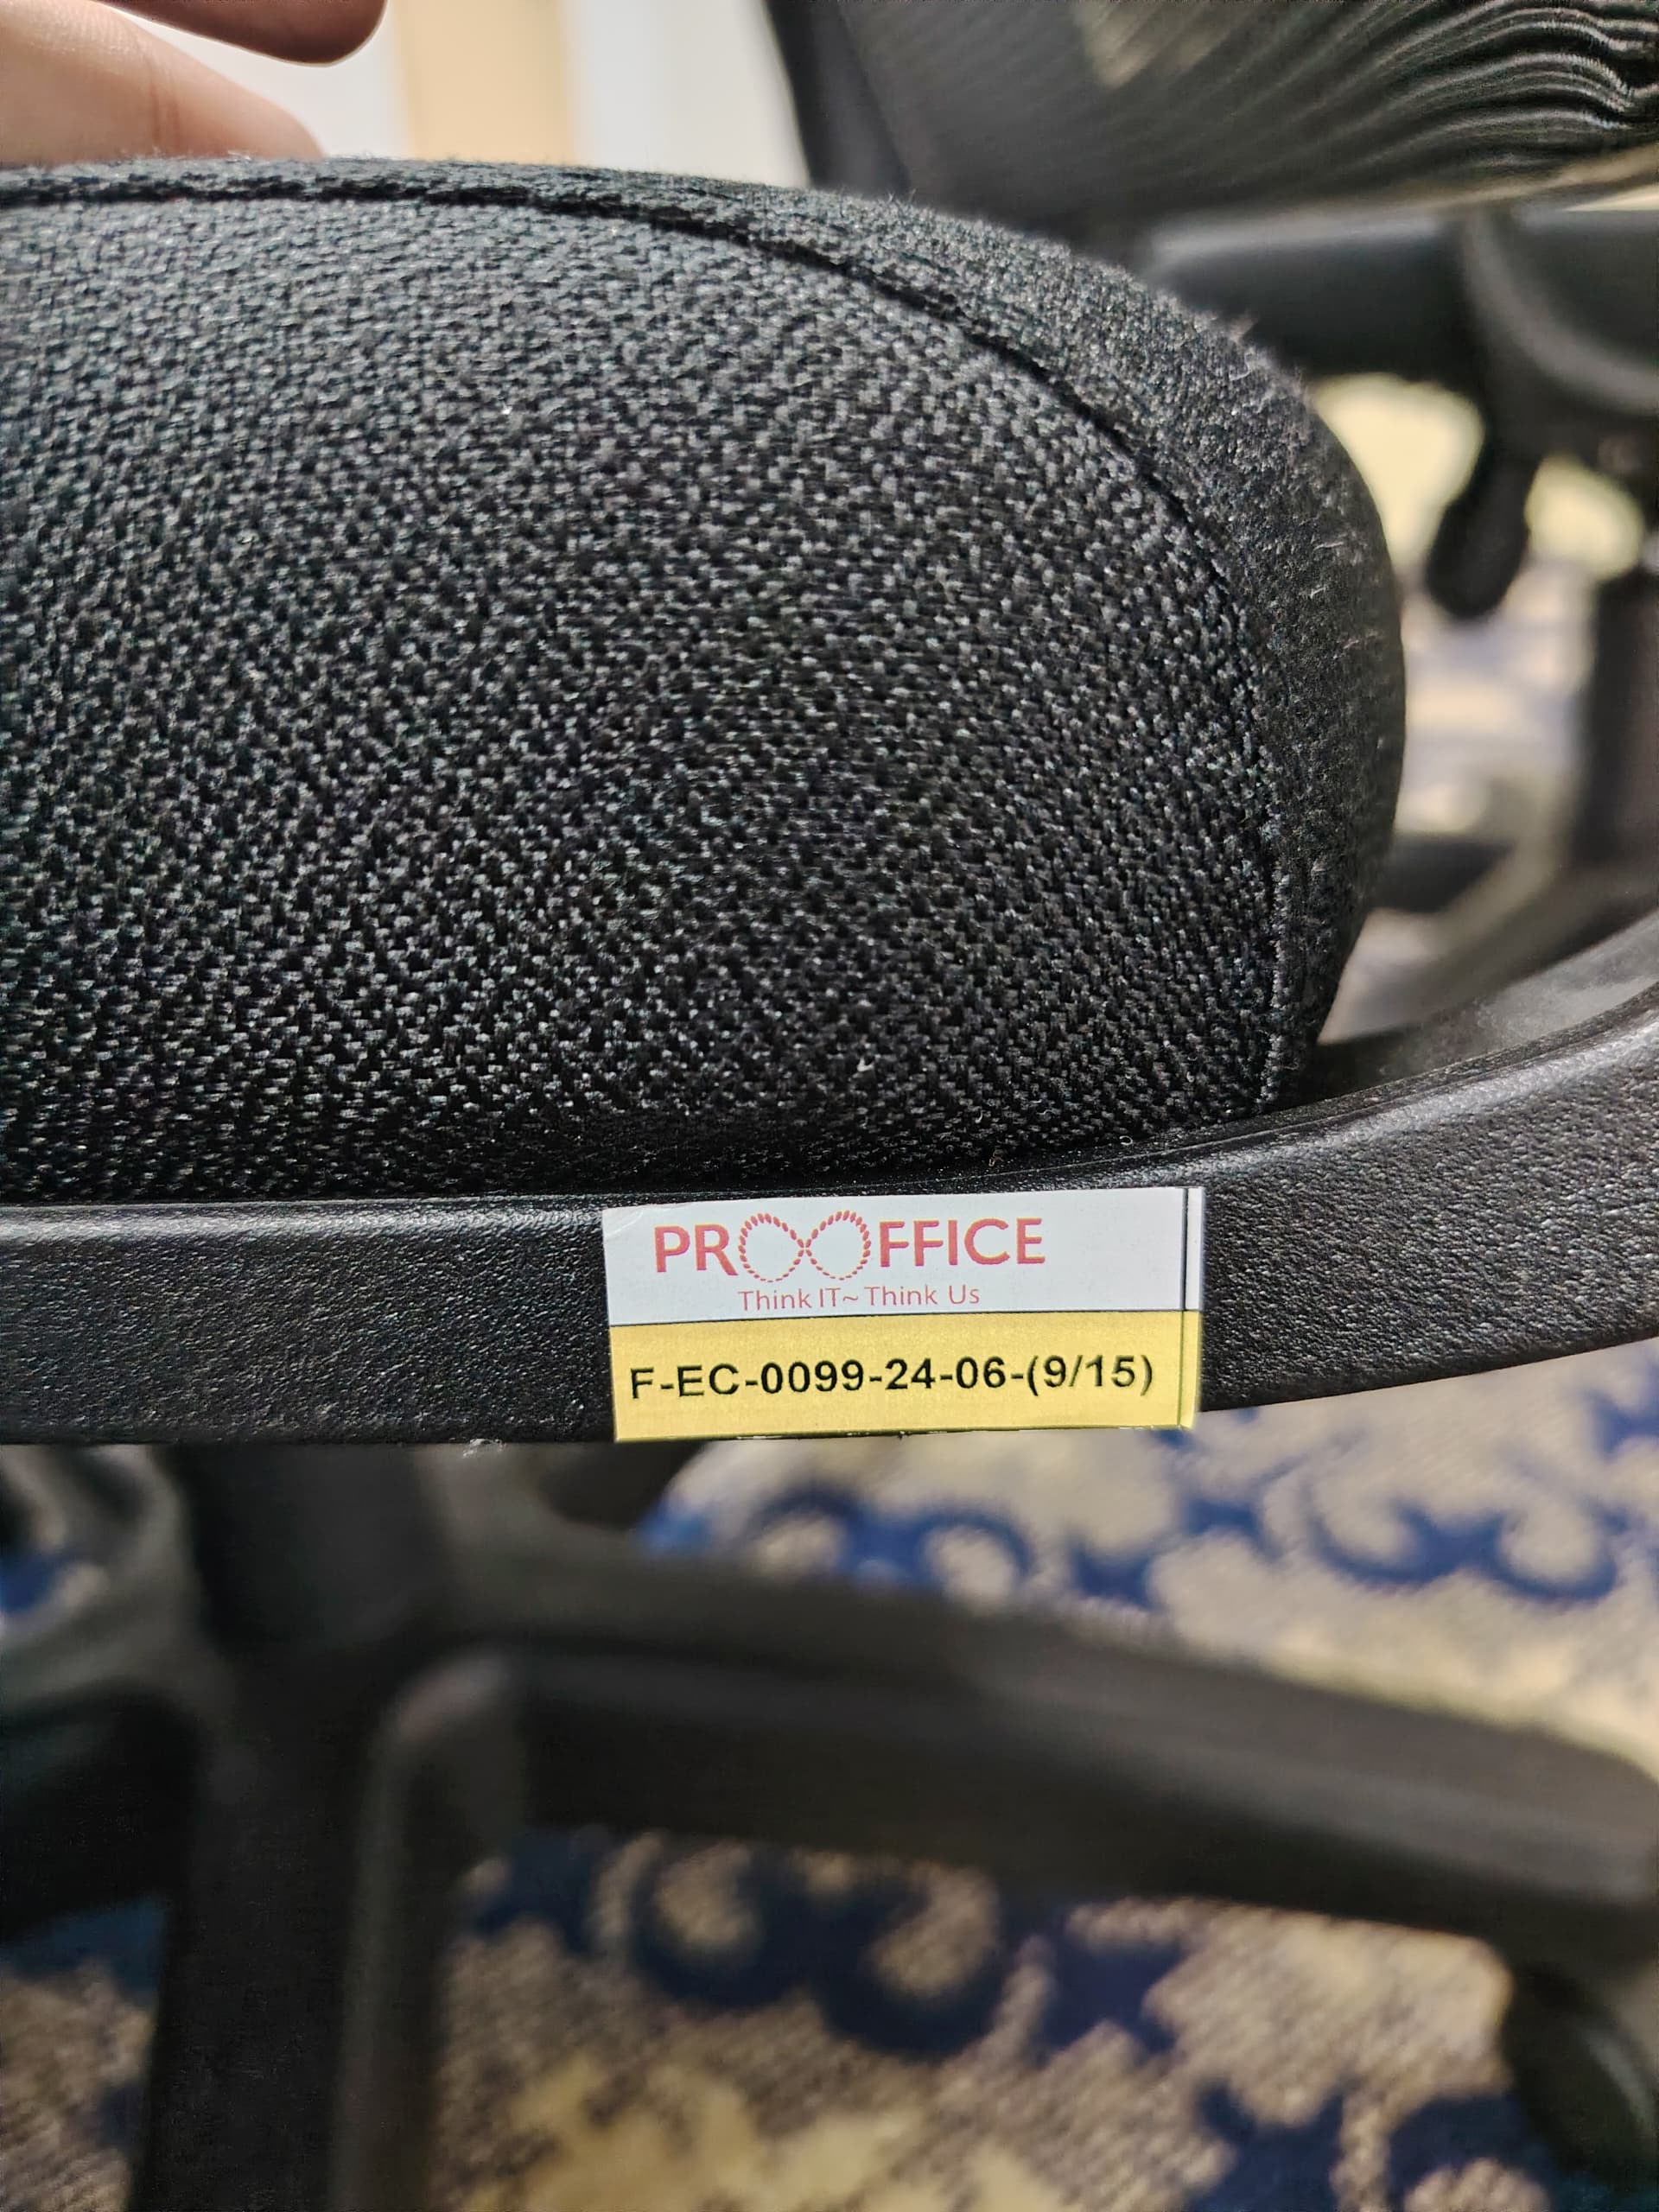 PROOFFICE
Think IT~ Think Us
F-EC-0099-24-06-(9/15)